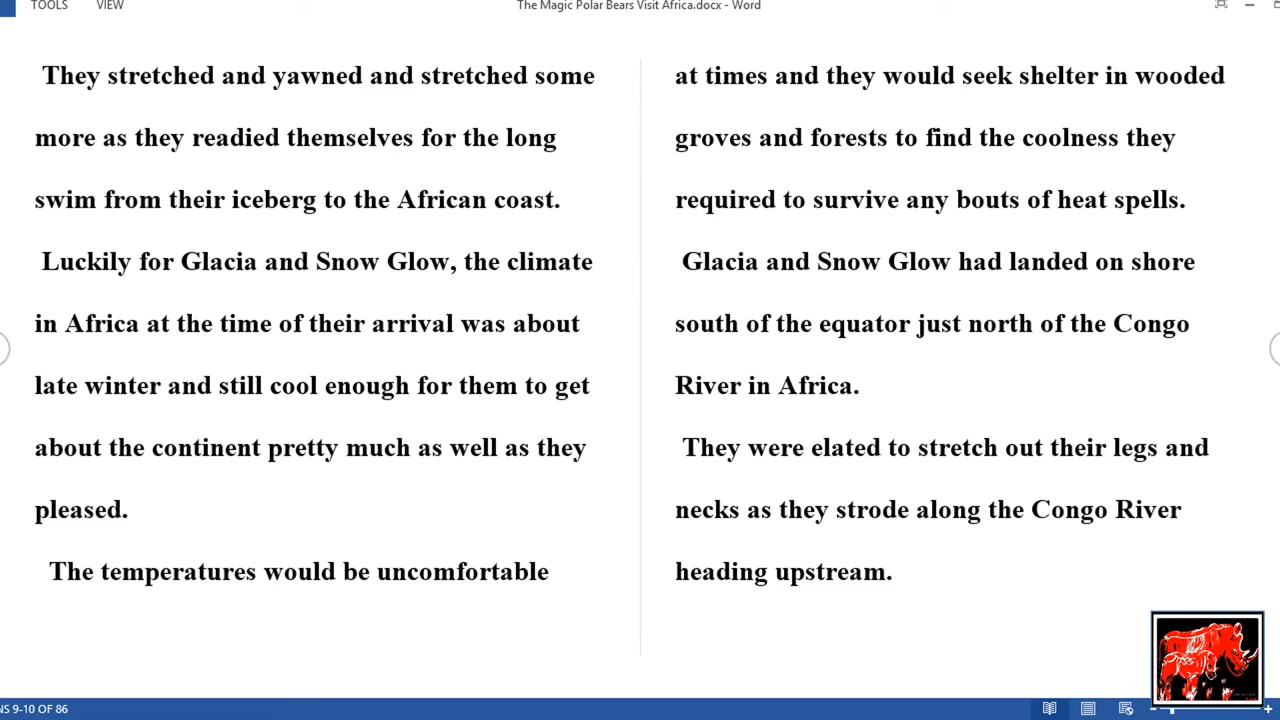 TOOLS VIEW
The Magic Polar Bears Visit Africa.docx - Word
They stretched and yawned and stretched some
more as they readied themselves for the long
swim from their iceberg to the African coast.
Luckily for Glacia and Snow Glow, the climate
in Africa at the time of their arrival was about
late winter and still cool enough for them to get
about the continent pretty much as well as they
pleased.
The temperatures would be uncomfortable
at times and they would seek shelter in wooded
groves and forests to find the coolness they
required to survive any bouts of heat spells.
Glacia and Snow Glow had landed on shore
south of the equator just north of the Congo
River in Africa.
They were elated to stretch out their legs and
necks as they strode along the Congo River
heading upstream.
NS 9-10 OF 86